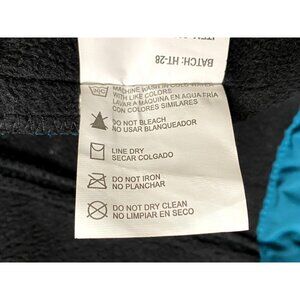 BATCH: HT-28
MACHINE WASH IN COLD WATER
WITH LIKE COLORS
LAVAR A MAQUINA EN AGUA FRIA
CON COLORES SIMILARES
DO NOT BLEACH
NO USAR BLANQUEADOR
LINE DRY
SECAR COLGADO
DO NOT IRON
NO PLANCHAR
DO NOT DRY CLEAN
NO LIMPIAR EN SECO